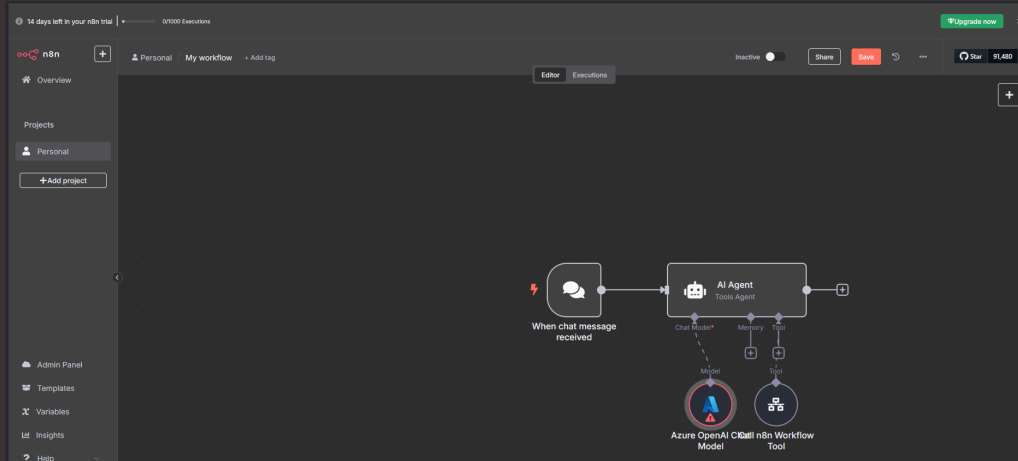 14 days left in your n8n trial
0/1000 Executions
Upgrade now
n8n
+
Personal / My workflow + Add tag
Inactive
Share
Save
...
Star 91,480
Editor Executions
Overview
Projects
Personal
+ Add project
When chat message
received
AI Agent
Tools Agent
Chat Model*
Memory
Tool
Model
Tool
Azure OpenAI Chat
Model
Call n8n Workflow
Tool
Admin Panel
Templates
Variables
Insights
? Help